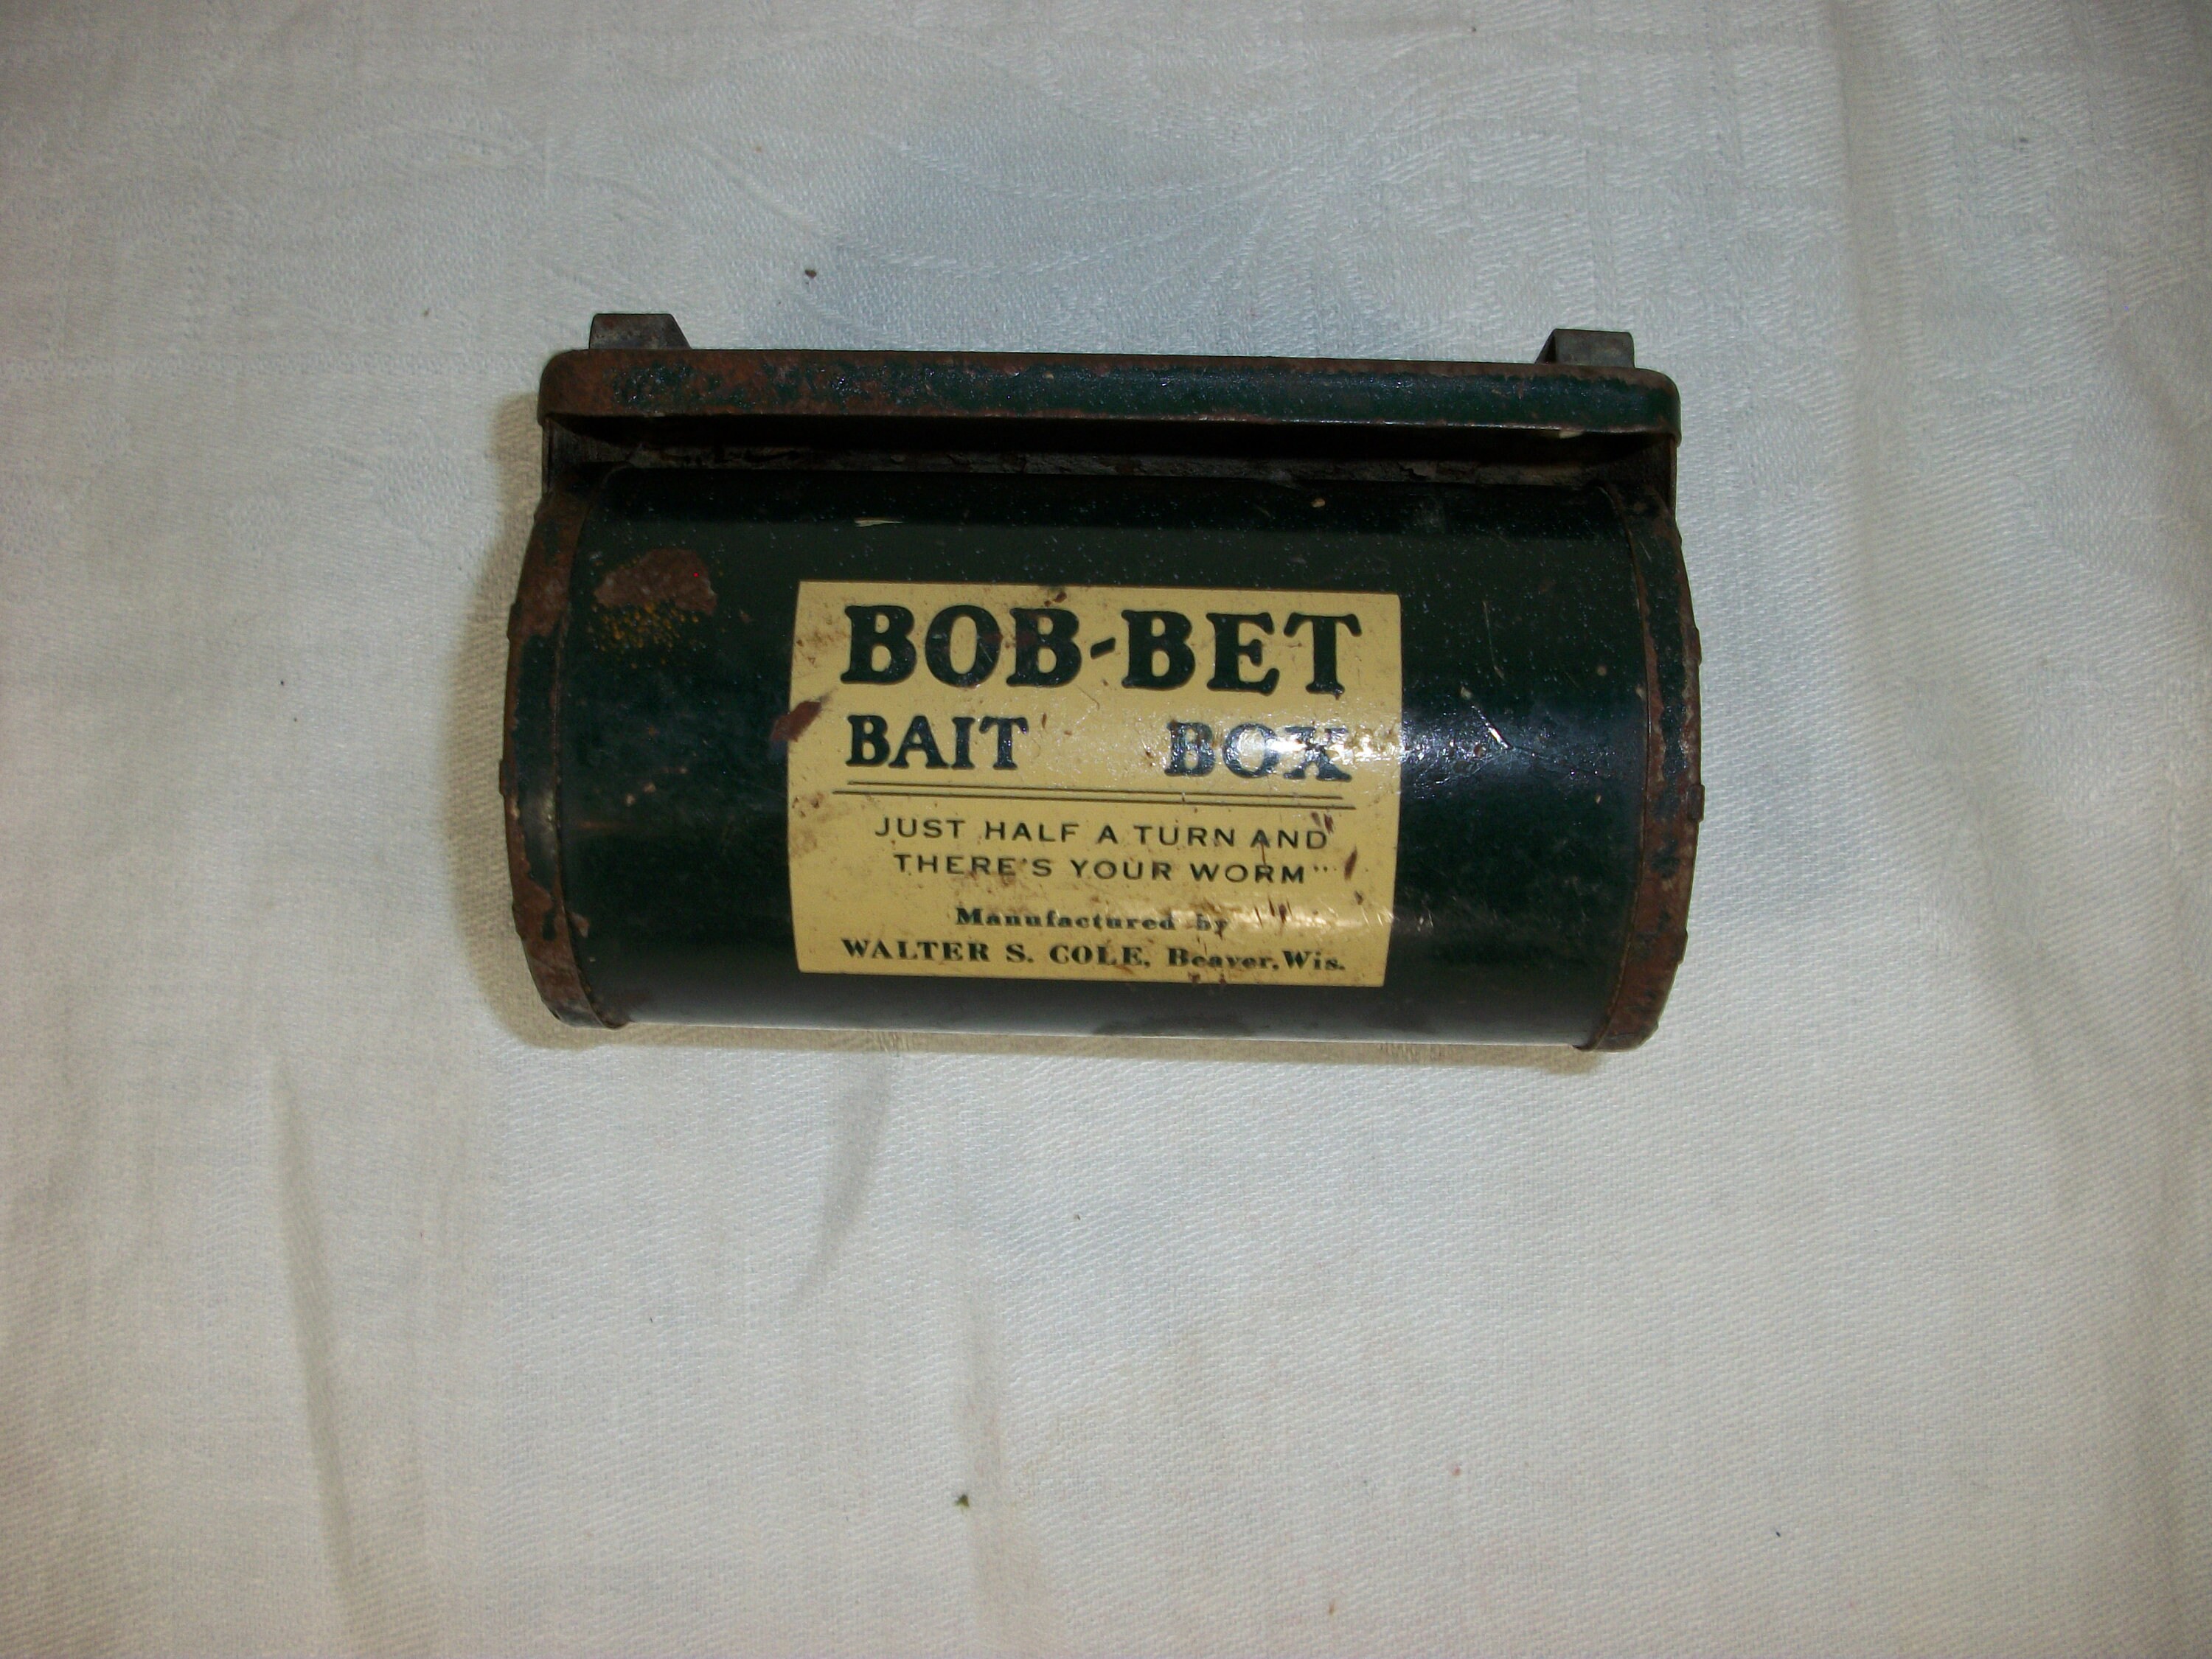 BOB-BET
BAIT BOX
JUST HALF A TURN AND
THERE'S YOUR WORM"
Manufactured by
WALTER S. COLE, Beaver, Wis.